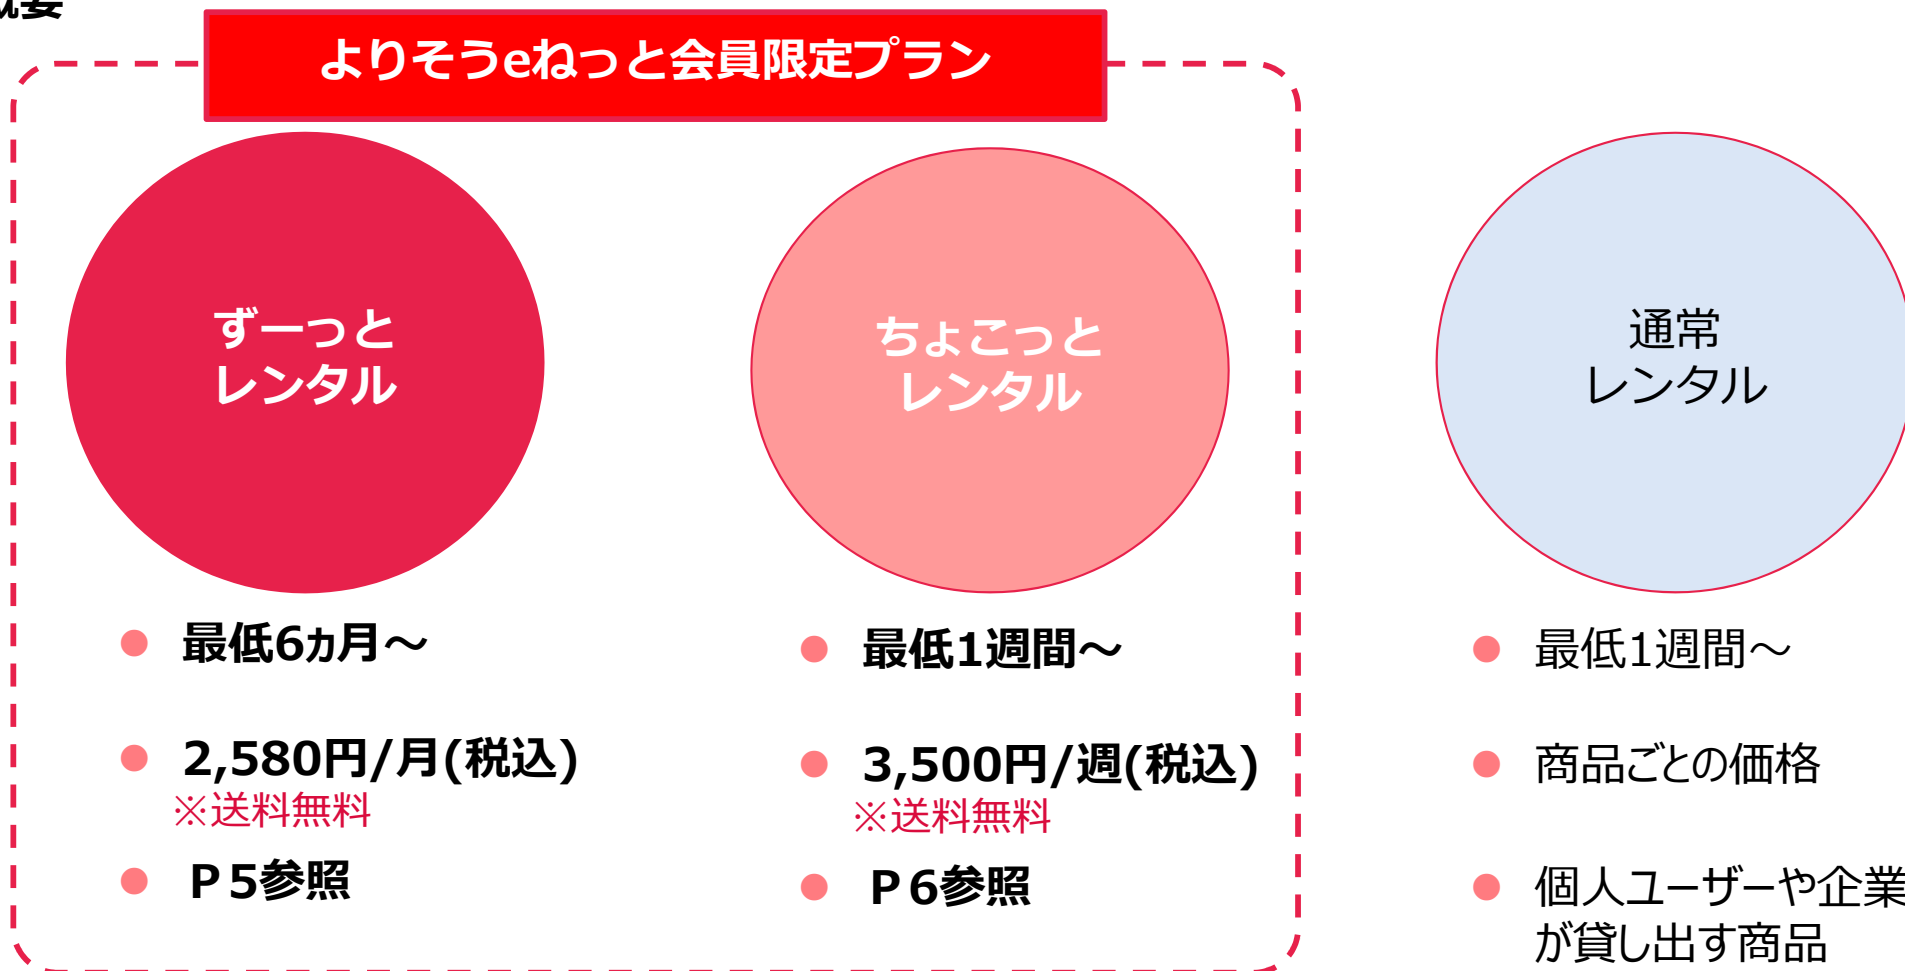 概要
よりそうeねっと会員限定プラン
ずーっと
レンタル
ちょこっと
レンタル
通常
レンタル
● 最低6ヵ月～
● 2,580円/月(税込)
※送料無料
● Ｐ5参照
● 最低1週間～
● 3,500円/週(税込)
※送料無料
● Ｐ6参照
● 最低1週間～
● 商品ごとの価格
● 個人ユーザーや企業
が貸し出す商品